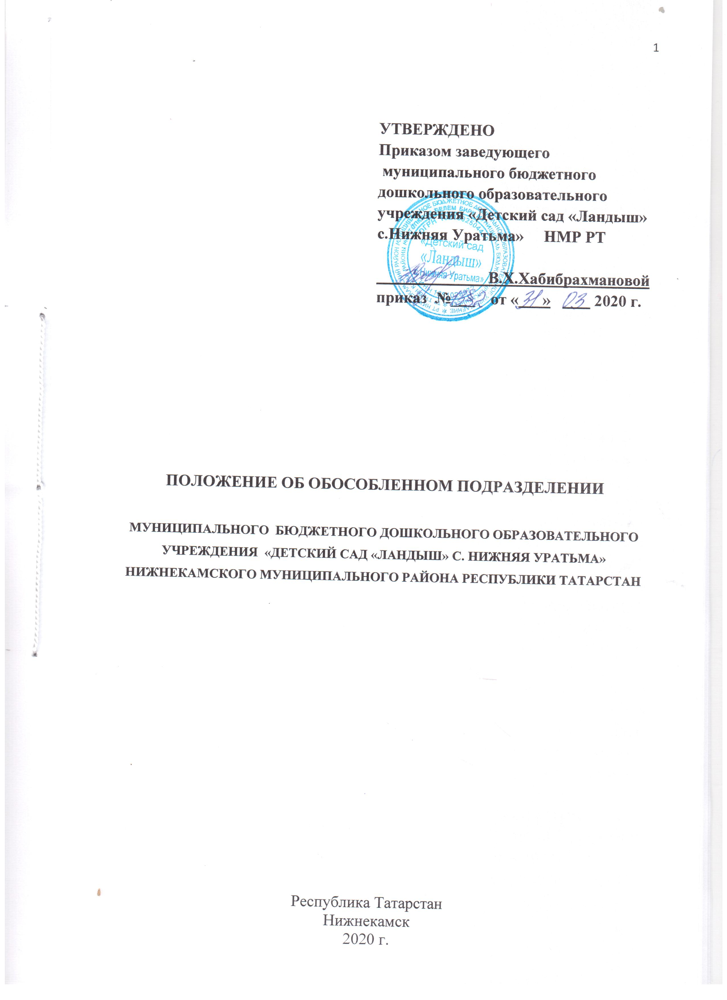 1
УТВЕРЖДЕНО
Приказом заведующего
муниципального бюджетного
дошкольного образовательного
учреждения «Детский сад «Ландыш»
с.Нижняя Уратьма» НМР РТ
«Детский сад
«Ландыш»
Нижняя Уратьма»
В.Х.Хабибрахмановой
приказ № от «31» 03 2020 г.
ПОЛОЖЕНИЕ ОБ ОБОСОБЛЕННОМ ПОДРАЗДЕЛЕНИИ
МУНИЦИПАЛЬНОГО БЮДЖЕТНОГО ДОШКОЛЬНОГО ОБРАЗОВАТЕЛЬНОГО
УЧРЕЖДЕНИЯ «ДЕТСКИЙ САД «ЛАНДЫШ» С. НИЖНЯЯ УРАТЬМА»
НИЖНЕКАМСКОГО МУНИЦИПАЛЬНОГО РАЙОНА РЕСПУБЛИКИ ТАТАРСТАН
Республика Татарстан
Нижнекамск
2020 г.